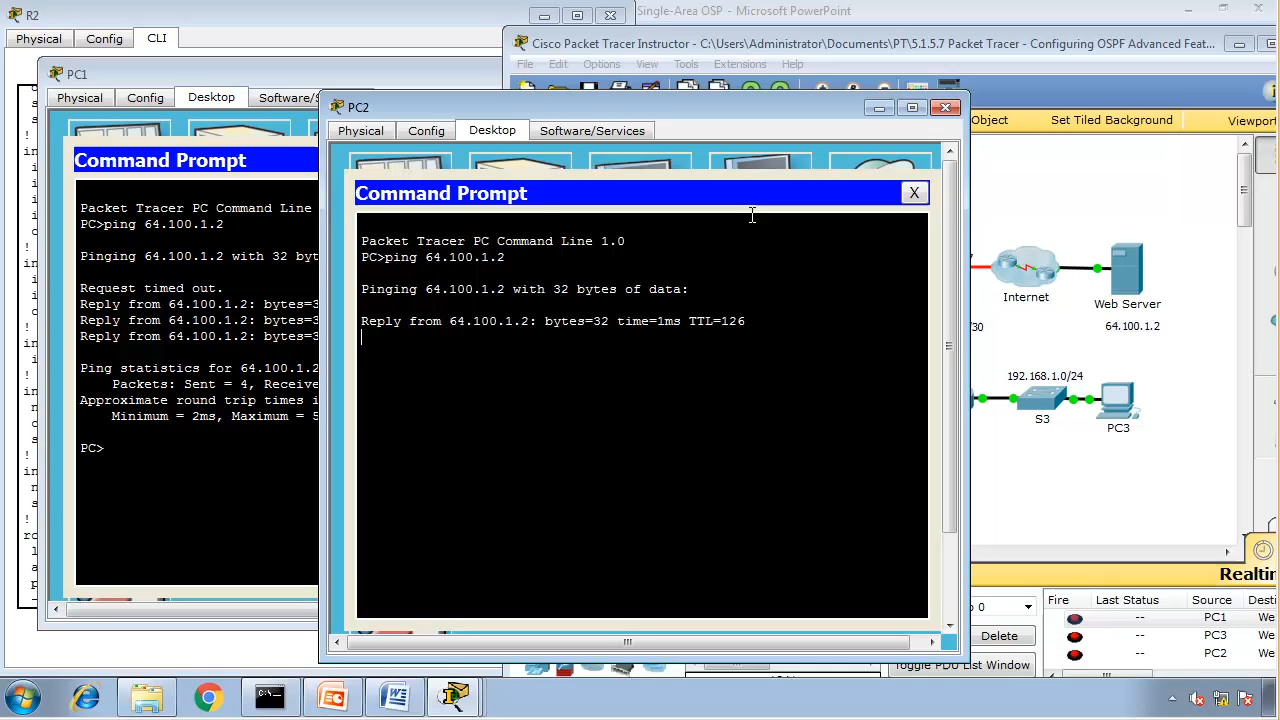 R2
Physical Config CLI
Single-Area OSP - Microsoft PowerPoint
Cisco Packet Tracer Instructor - C:\Users\Administrator\Documents\PT\5.1.5.7 Packet Tracer - Configuring OSPF Advanced Feat...
File Edit Options View Tools Extensions Help
Object Set Tiled Background Viewport
PC1
Physical Config Desktop Software/S
Command Prompt
Packet Tracer PC Command Line
PC>ping 64.100.1.2
Pinging 64.100.1.2 with 32 byt
Request timed out.
Reply from 64.100.1.2: bytes=3
Reply from 64.100.1.2: bytes=3
Reply from 64.100.1.2: bytes=3
Ping statistics for 64.100.1.2
Packets: Sent = 4, Receive
Approximate round trip times i
Minimum = 2ms, Maximum = 5
PC>
PC2
Physical Config Desktop Software/Services
Command Prompt X
Packet Tracer PC Command Line 1.0
PC>ping 64.100.1.2
Pinging 64.100.1.2 with 32 bytes of data:
Reply from 64.100.1.2: bytes=32 time=1ms TTL=126
Internet
Web Server
64.100.1.2
/30
192.168.1.0/24
S3
PC3
Realtim
Fire Last Status Source Desti
-- PC1 We
-- PC3 We
-- PC2 We
o 0
Delete
Toggle PDU List Window